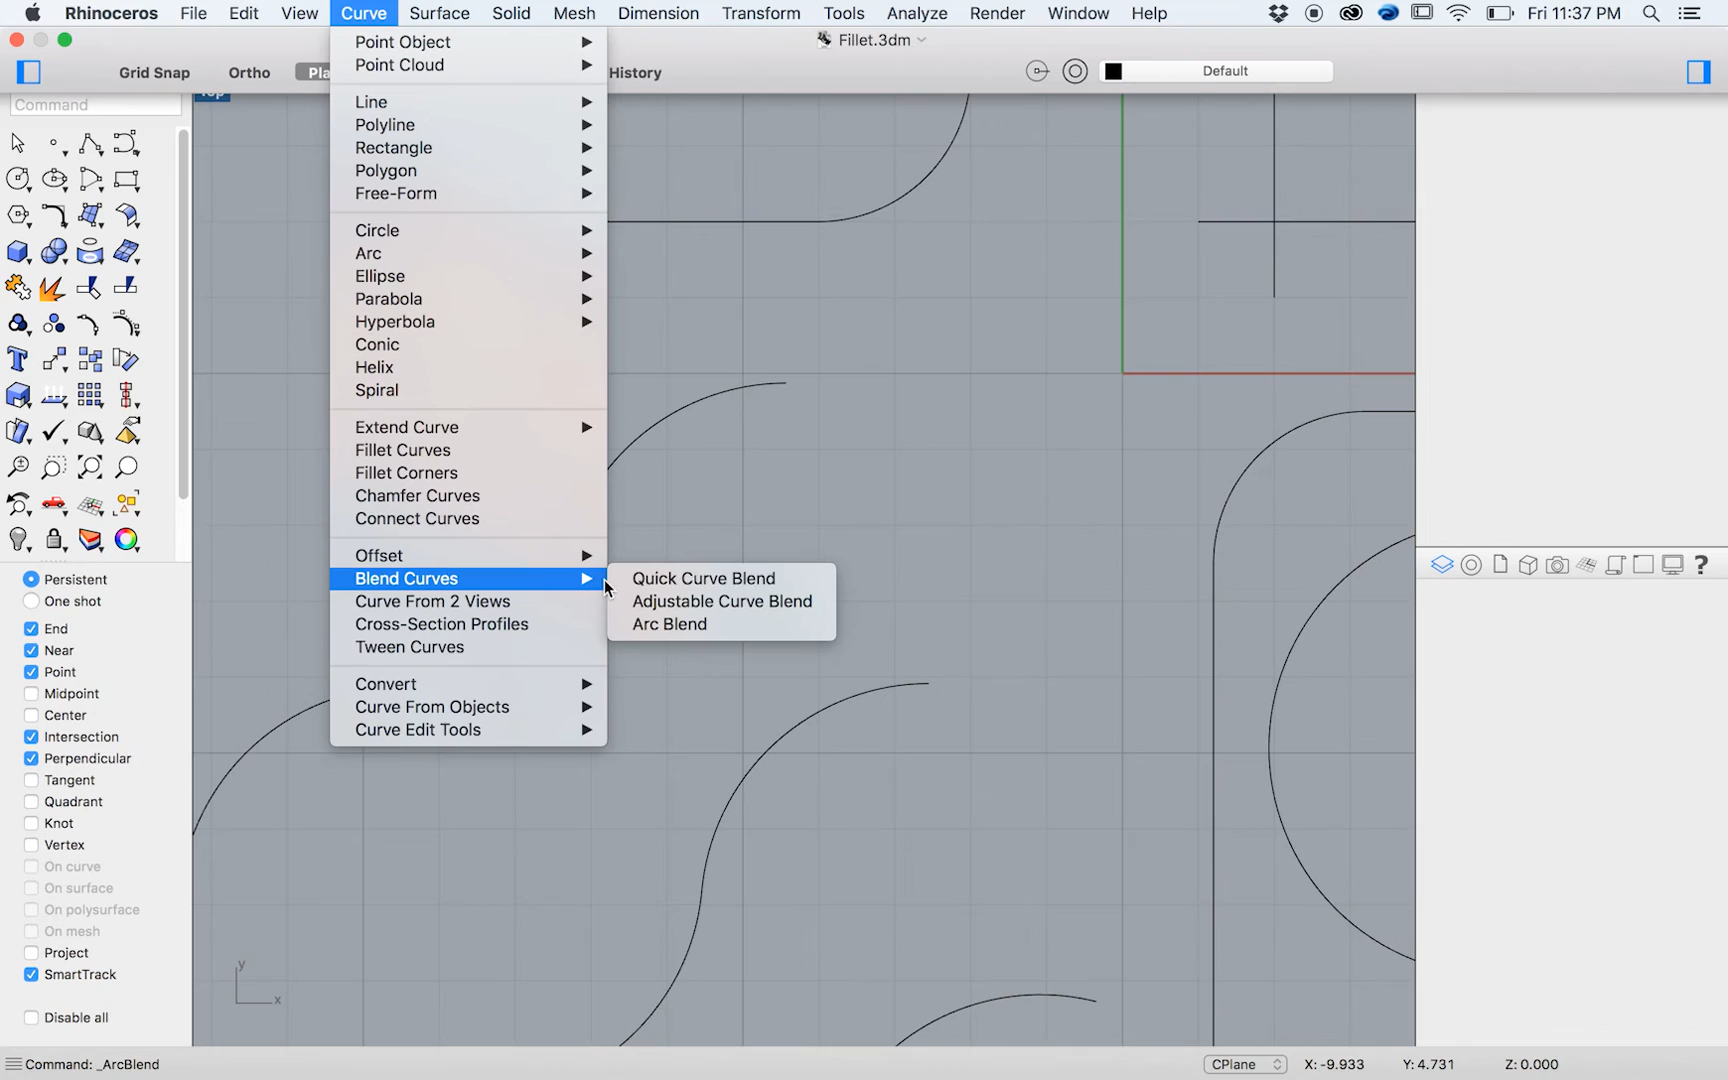 Rhinoceros File Edit View Curve Surface Solid Mesh Dimension Transform Tools Analyze Render Window Help Fri 11:37 PM
Fillet.3dm
Grid Snap Ortho Pla History Default
Command
Top
Point Object
Point Cloud
Line
Polyline
Rectangle
Polygon
Free-Form
Circle
Arc
Ellipse
Parabola
Hyperbola
Conic
Helix
Spiral
Extend Curve
Fillet Curves
Fillet Corners
Chamfer Curves
Connect Curves
Offset
Blend Curves
Curve From 2 Views
Cross-Section Profiles
Tween Curves
Convert
Curve From Objects
Curve Edit Tools
Quick Curve Blend
Adjustable Curve Blend
Arc Blend
Persistent
One shot
End
Near
Point
Midpoint
Center
Intersection
Perpendicular
Tangent
Quadrant
Knot
Vertex
On curve
On surface
On polysurface
On mesh
Project
SmartTrack
Disable all
y
x
Command: _ArcBlend
CPlane X: -9.933 Y: 4.731 Z: 0.000